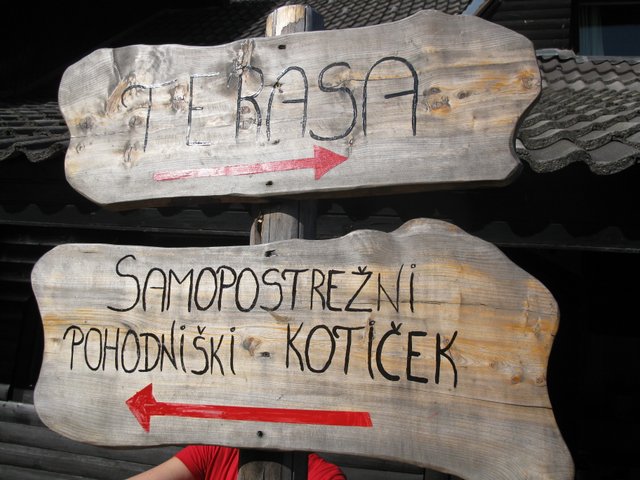 TERASA
SAMOPOSTREŽNI
POHODNIŠKI KOTIČEK